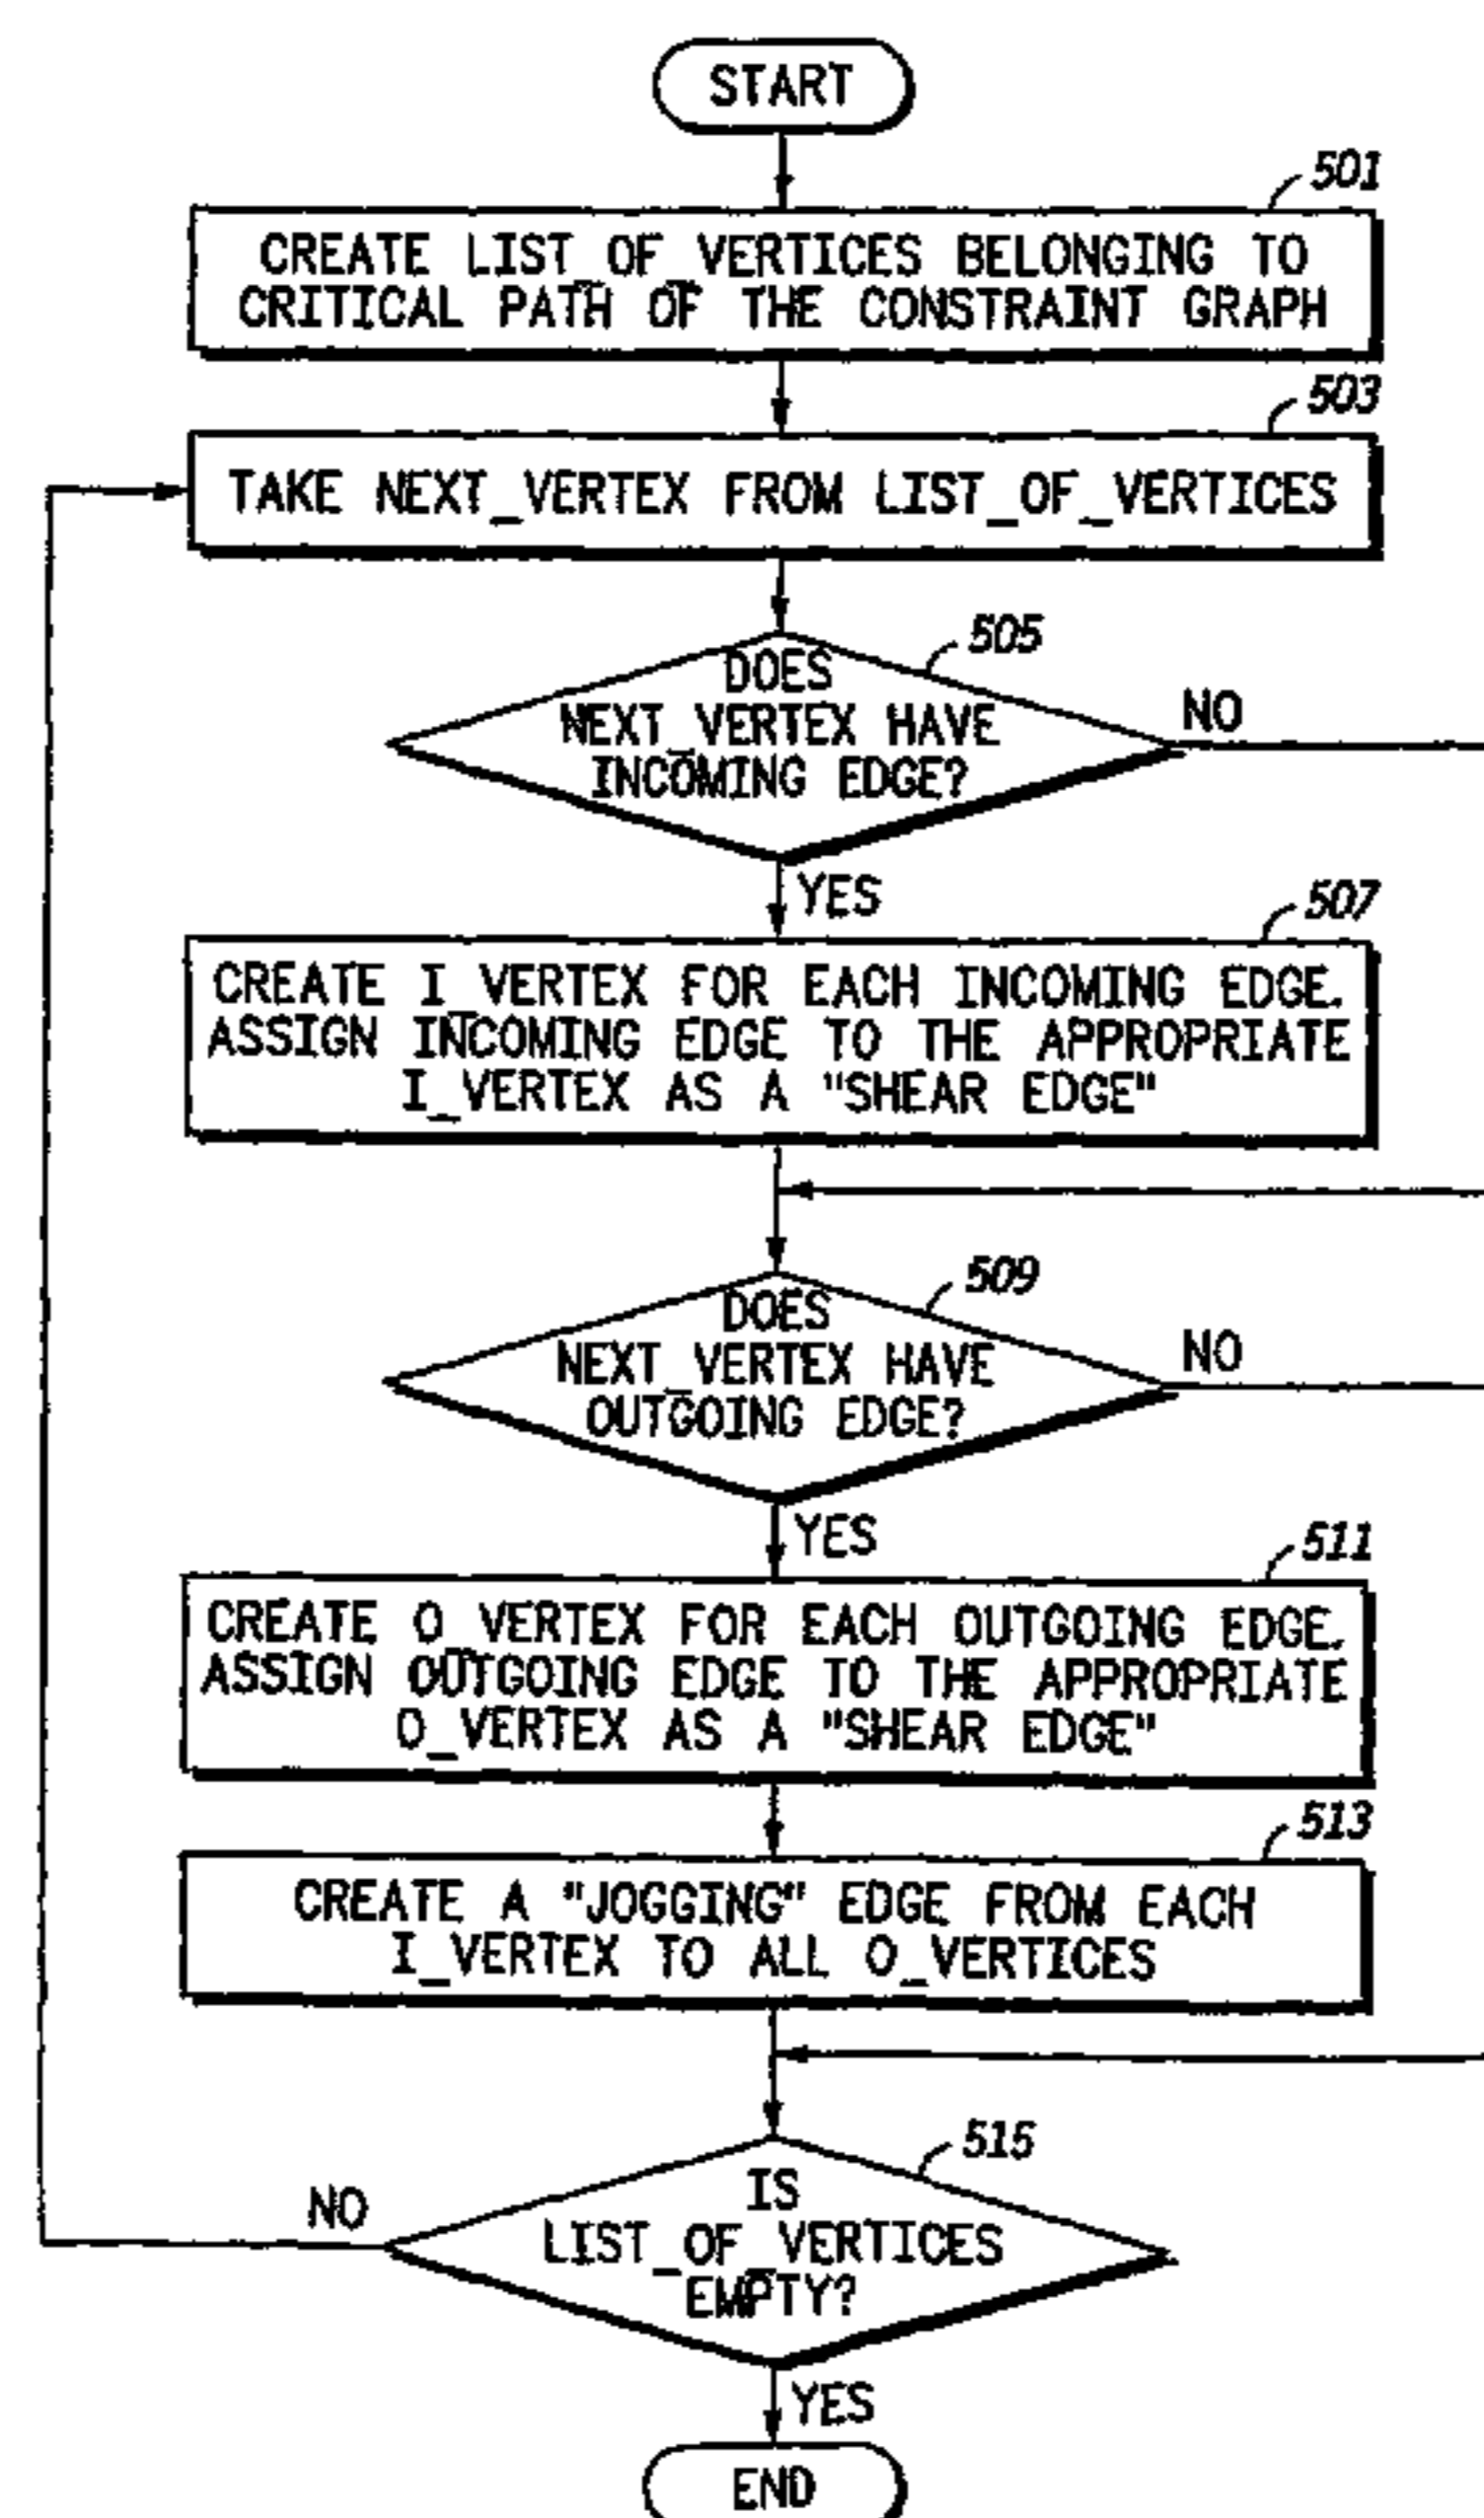 START
501
CREATE LIST_OF_VERTICES BELONGING TO
CRITICAL PATH OF THE CONSTRAINT GRAPH
503
TAKE NEXT_VERTEX FROM LIST_OF_VERTICES
505
DOES
NEXT_VERTEX HAVE
INCOMING EDGE?
NO
YES
507
CREATE I_VERTEX FOR EACH INCOMING EDGE.
ASSIGN INCOMING EDGE TO THE APPROPRIATE
I_VERTEX AS A "SHEAR EDGE"
509
DOES
NEXT_VERTEX HAVE
OUTGOING EDGE?
NO
YES
511
CREATE O_VERTEX FOR EACH OUTGOING EDGE.
ASSIGN OUTGOING EDGE TO THE APPROPRIATE
O_VERTEX AS A "SHEAR EDGE"
513
CREATE A "JOGGING" EDGE FROM EACH
I_VERTEX TO ALL O_VERTICES
515
IS
LIST_OF_VERTICES
EMPTY?
NO
YES
END